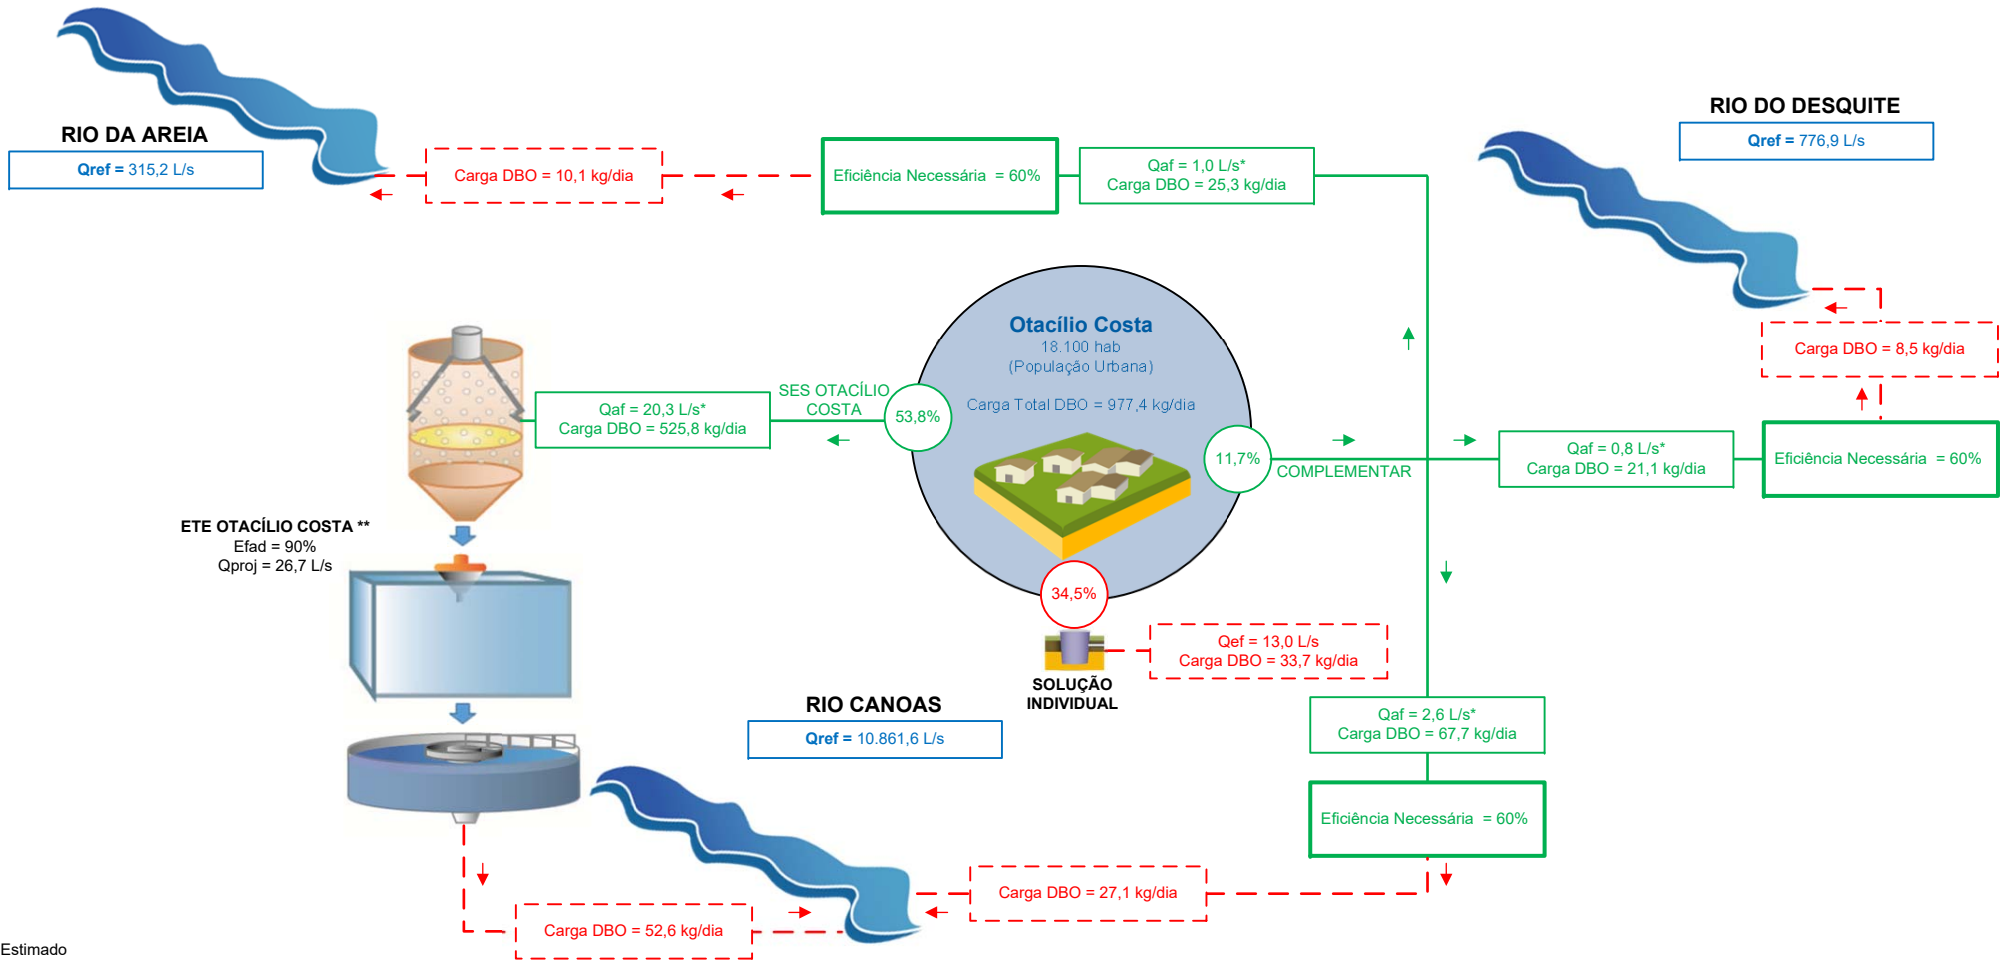 RIO DA AREIA
Qref = 315,2 L/s
Carga DBO = 10,1 kg/dia
Eficiência Necessária = 60%
Qaf = 1,0 L/s*
Carga DBO = 25,3 kg/dia
RIO DO DESQUITE
Qref = 776,9 L/s
Carga DBO = 8,5 kg/dia
Otacílio Costa
18.100 hab
(População Urbana)
Carga Total DBO = 977,4 kg/dia
SES OTACÍLIO
COSTA
53,8%
Qaf = 20,3 L/s*
Carga DBO = 525,8 kg/dia
11,7%
COMPLEMENTAR
Qaf = 0,8 L/s*
Carga DBO = 21,1 kg/dia
Eficiência Necessária = 60%
ETE OTACÍLIO COSTA **
Efad = 90%
Qproj = 26,7 L/s
34,5%
SOLUÇÃO
INDIVIDUAL
Qef = 13,0 L/s
Carga DBO = 33,7 kg/dia
RIO CANOAS
Qref = 10.861,6 L/s
Qaf = 2,6 L/s*
Carga DBO = 67,7 kg/dia
Eficiência Necessária = 60%
Carga DBO = 27,1 kg/dia
Carga DBO = 52,6 kg/dia
Estimado